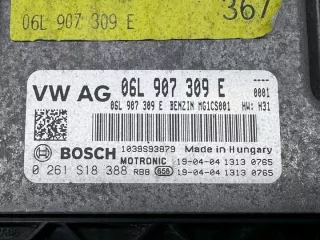 367
06L 907 309 E
VW AG 06L 907 309 E ----
06L 907 309 E BENZIN MG1CS001 0001
HW: H31
BOSCH 1039S93879 Made in Hungary
MOTRONIC 19-04-04 1313 0765
0 261 S18 388 RBB 656 19-04-04 1313 0765